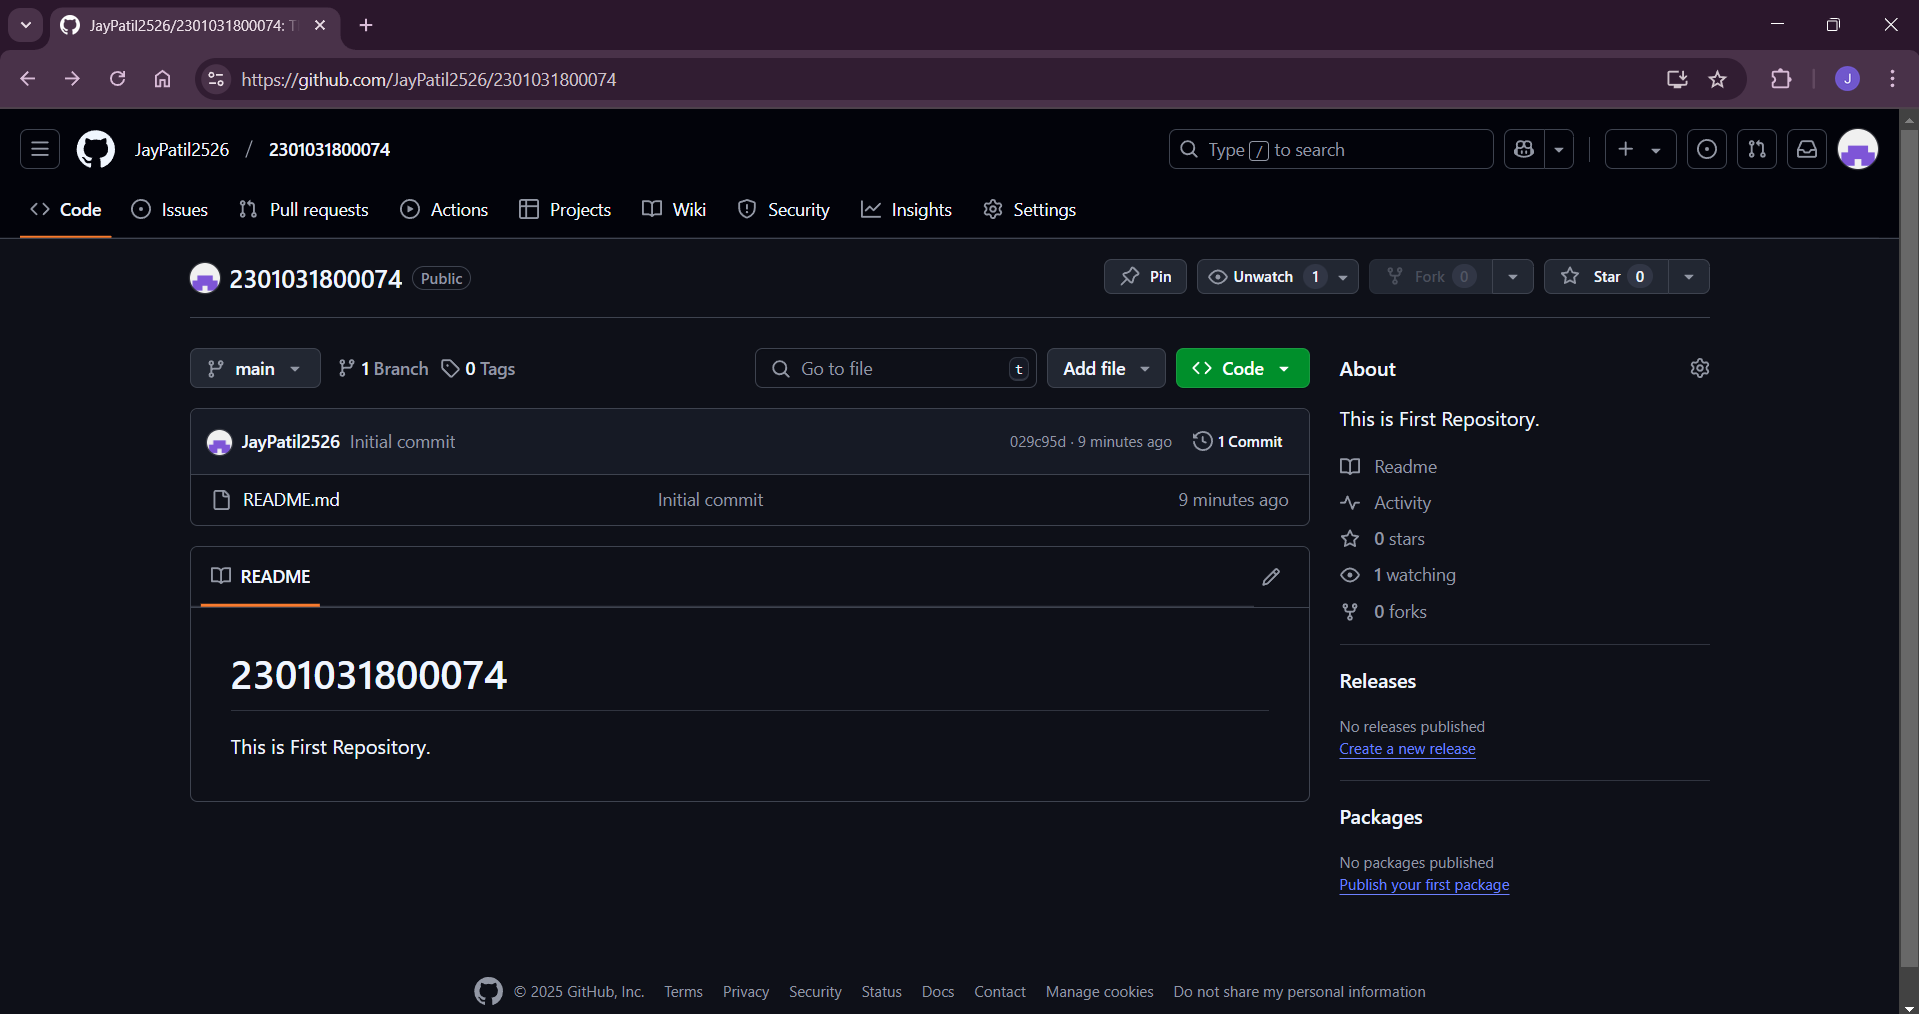 JayPatil2526/2301031800074: T
https://github.com/JayPatil2526/2301031800074
J
JayPatil2526 / 2301031800074
Type / to search
Code Issues Pull requests Actions Projects Wiki Security Insights Settings
2301031800074 Public
Pin Unwatch 1 Fork 0 Star 0
main 1 Branch 0 Tags Go to file t Add file Code
JayPatil2526 Initial commit 029c95d · 9 minutes ago 1 Commit
README.md Initial commit 9 minutes ago
README
2301031800074
This is First Repository.
About
This is First Repository.
Readme
Activity
0 stars
1 watching
0 forks
Releases
No releases published
Create a new release
Packages
No packages published
Publish your first package
© 2025 GitHub, Inc. Terms Privacy Security Status Docs Contact Manage cookies Do not share my personal information